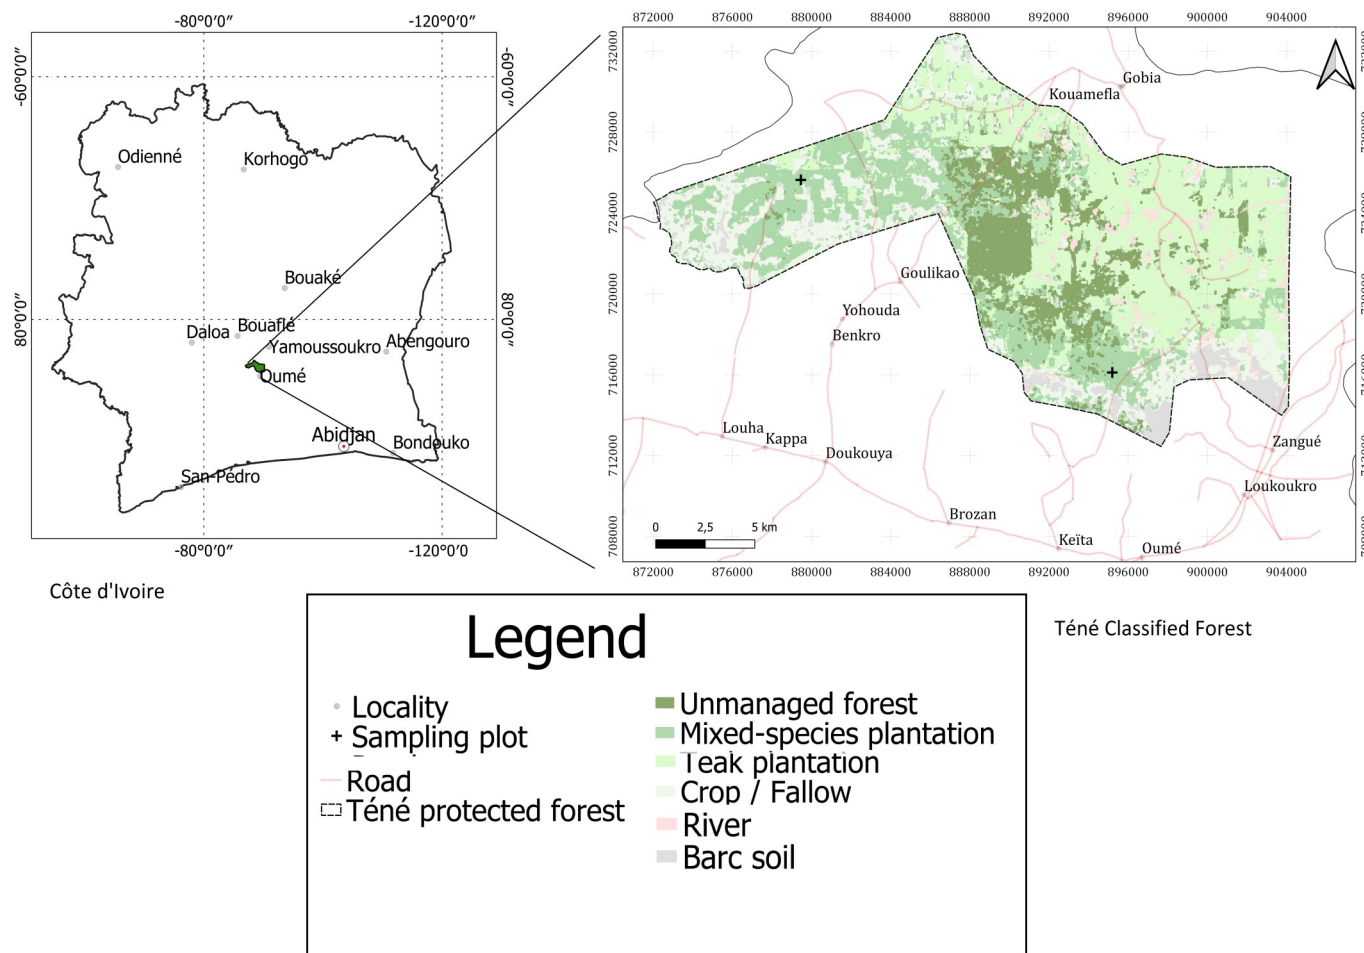 -80°0'0" -120°0'0"
-60°0'0"
-60°0'0"
Odienné
Korhogo
Bouaké
80°0'0"
80°0'0"
Daloa
Bouaflé
Yamoussoukro
Abengouro
Oumé
Abidjan
Bondouko
San-Pédro
-80°0'0" -120°0'0"
Côte d'Ivoire
872000 876000 880000 884000 888000 892000 896000 900000 904000
732000
728000
724000
720000
716000
712000
708000
Gobia
Kouamefla
Goulikao
Yohouda
Benkro
Louha
Kappa
Doukouya
Zangué
Loukoukro
Brozan
Keïta
Oumé
0 2,5 5 km
872000 876000 880000 884000 888000 892000 896000 900000 904000
Téné Classified Forest
Legend
Locality
Sampling plot
Road
Téné protected forest
Unmanaged forest
Mixed-species plantation
Teak plantation
Crop / Fallow
River
Barc soil